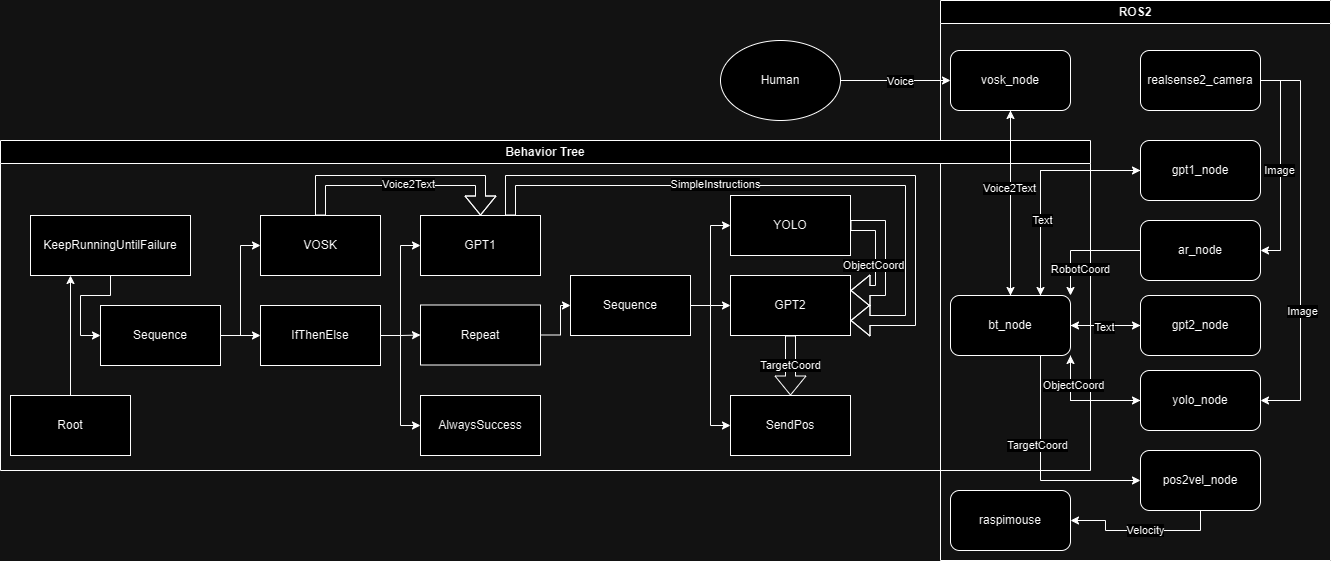 ROS2
Human
Voice
vosk_node
realsense2_camera
Behavior Tree
Voice2Text
SimpleInstructions
Voice2Text
gpt1_node
Image
Text
KeepRunningUntilFailure
VOSK
GPT1
YOLO
ObjectCoord
ar_node
RobotCoord
Sequence
IfThenElse
Repeat
Sequence
GPT2
bt_node
Text
gpt2_node
Image
TargetCoord
ObjectCoord
yolo_node
Root
AlwaysSuccess
SendPos
TargetCoord
pos2vel_node
raspimouse
Velocity